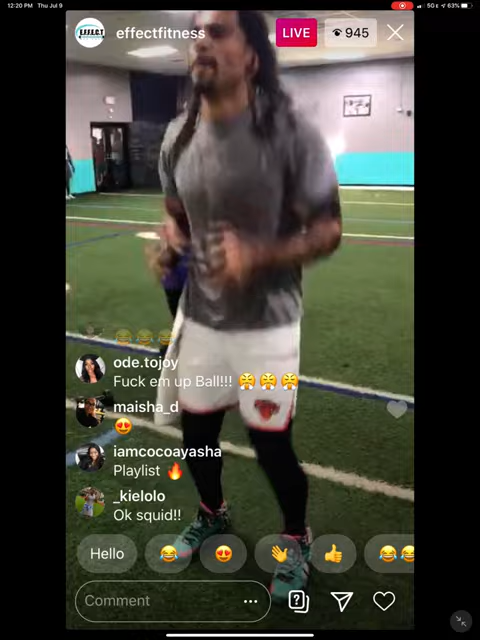 12:20 PM Thu Jul 9
5G E 63%
EFFECT
effectfitness
LIVE
945
ode.tojoy
Fuck em up Ball!!! 😤 😤 😤
maisha_d
😍
iamcocoayasha
Playlist 🔥
_kielolo
Ok squid!!
Hello
Comment